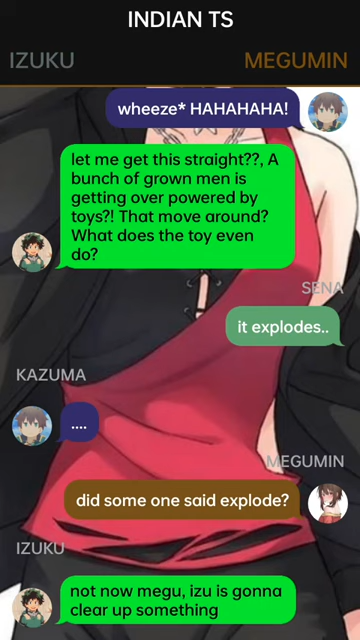 INDIAN TS
IZUKU
MEGUMIN
wheeze* HAHAHAHA!
let me get this straight??, A
bunch of grown men is
getting over powered by
toys?! That move around?
What does the toy even
do?
SENA
it explodes..
KAZUMA
....
MEGUMIN
did some one said explode?
IZUKU
not now megu, izu is gonna
clear up something